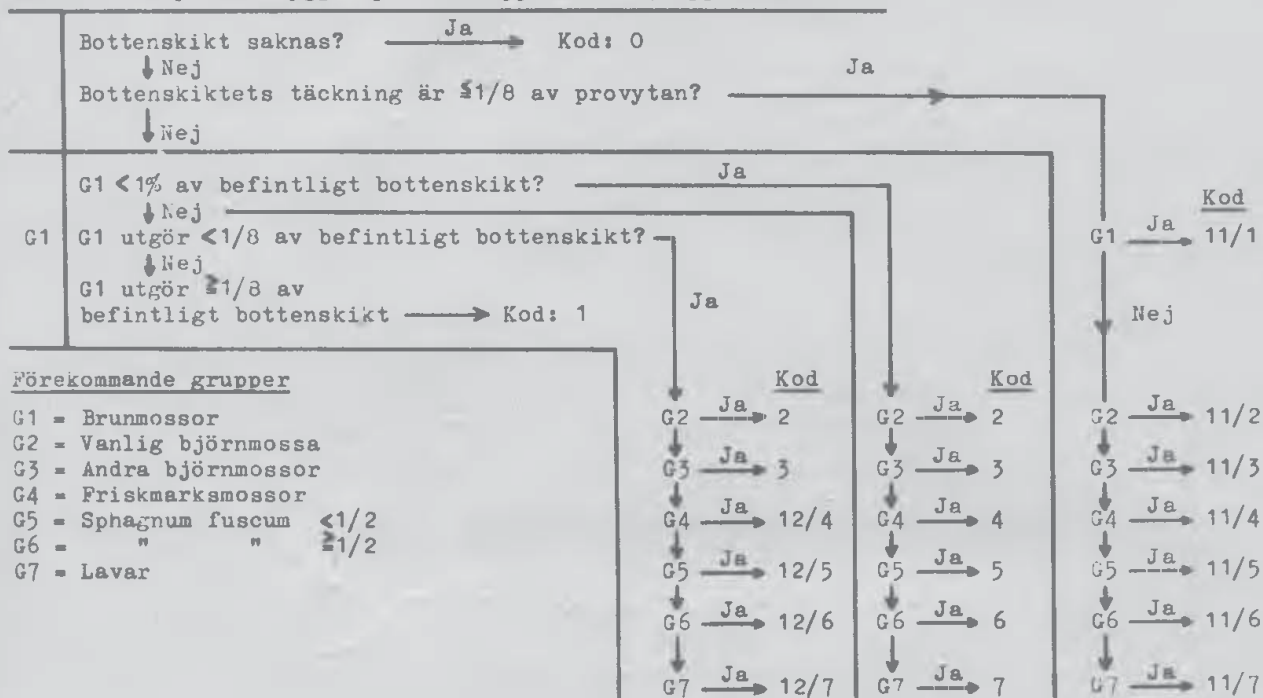 Bottenskikt saknas? Ja Kod: 0
Nej
Ja
Bottenskiktets täckning är ≦1/8 av provytan?
Nej
G1 < 1% av befintligt bottenskikt? Ja
Nej
Kod
G1 G1 utgör <1/8 av befintligt bottenskikt? G1 Ja 11/1
Nej
G1 utgör ≧1/8 av
Ja
Nej
befintligt bottenskikt Kod: 1
Förekommande grupper
Kod Kod
G1 = Brunmossor
G2 = Vanlig björnmossa
G3 = Andra björnmossor
G4 = Friskmarksmossor
G5 = Sphagnum fuscum <1/2
G6 = " " ≧1/2
G7 = Lavar
G2 Ja 2 G2 Ja 2 G2 Ja 11/2
G3 Ja 3 G3 Ja 3 G3 Ja 11/3
G4 Ja 12/4 G4 Ja 4 G4 Ja 11/4
G5 Ja 12/5 G5 Ja 5 G5 Ja 11/5
G6 Ja 12/6 G6 Ja 6 G6 Ja 11/6
G7 Ja 12/7 G7 Ja 7 G7 Ja 11/7